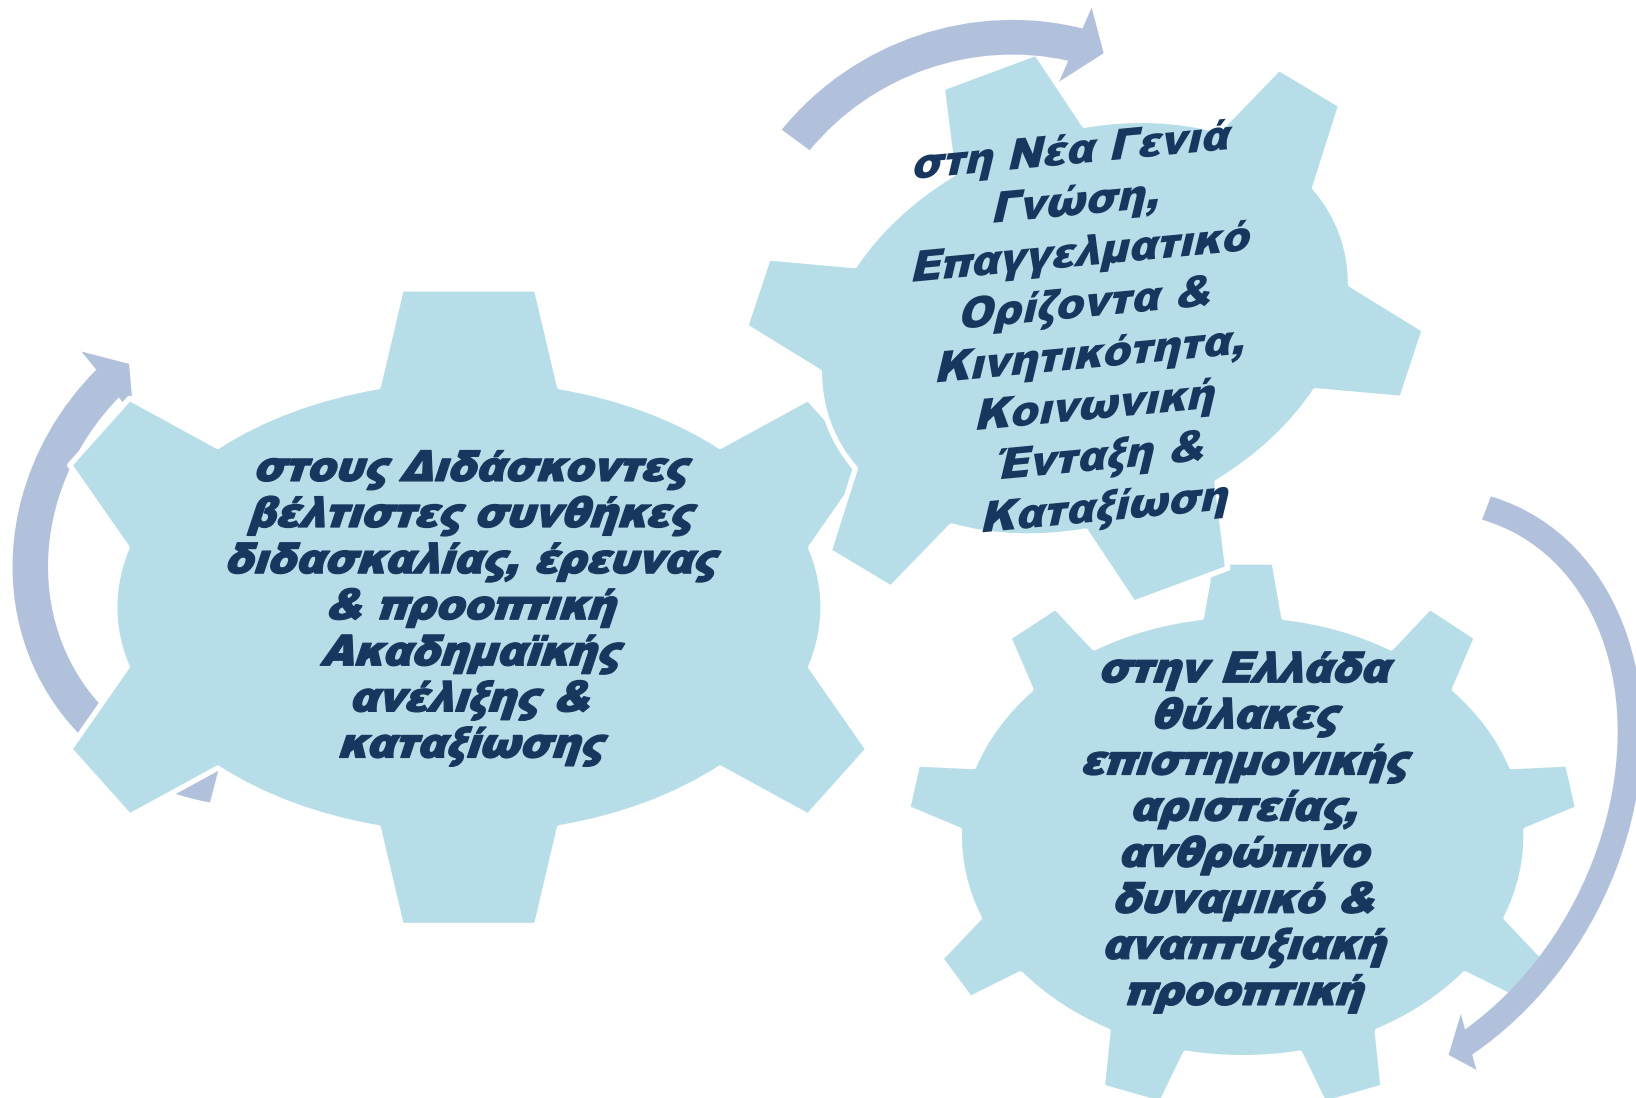 στη Νέα Γενιά
Γνώση,
Επαγγελματικό
Ορίζοντα &
Κινητικότητα,
Κοινωνική
Ένταξη &
Καταξίωση
στους Διδάσκοντες
βέλτιστες συνθήκες
διδασκαλίας, έρευνας
& προοπτική
Ακαδημαϊκής
ανέλιξης &
καταξίωσης
στην Ελλάδα
θύλακες
επιστημονικής
αριστείας,
ανθρώπινο
δυναμικό &
αναπτυξιακή
προοπτική